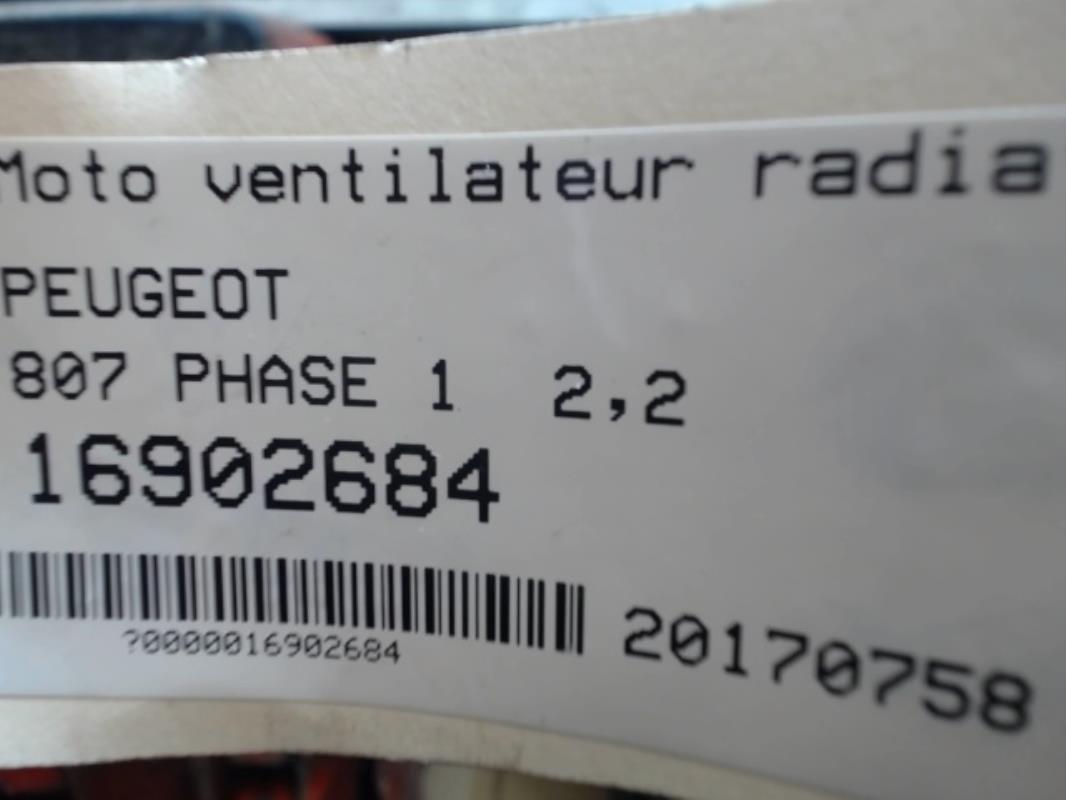 Moto ventilateur radia
PEUGEOT
807 PHASE 1 2,2
16902684
?0000016902684
20170758